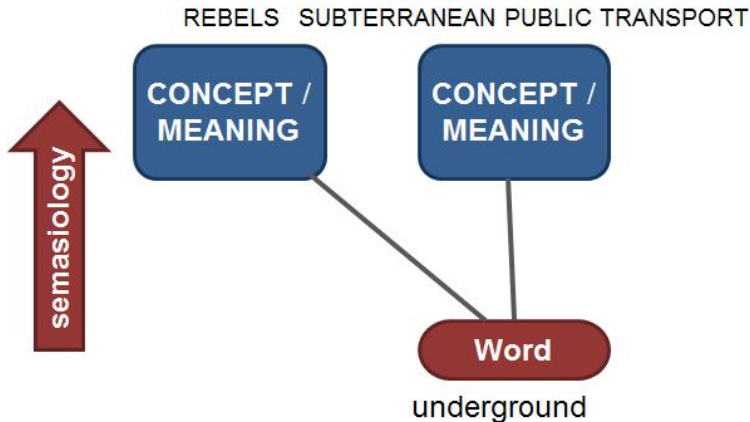 REBELS SUBTERRANEAN PUBLIC TRANSPORT
CONCEPT /
MEANING
CONCEPT /
MEANING
semasiology
Word
underground